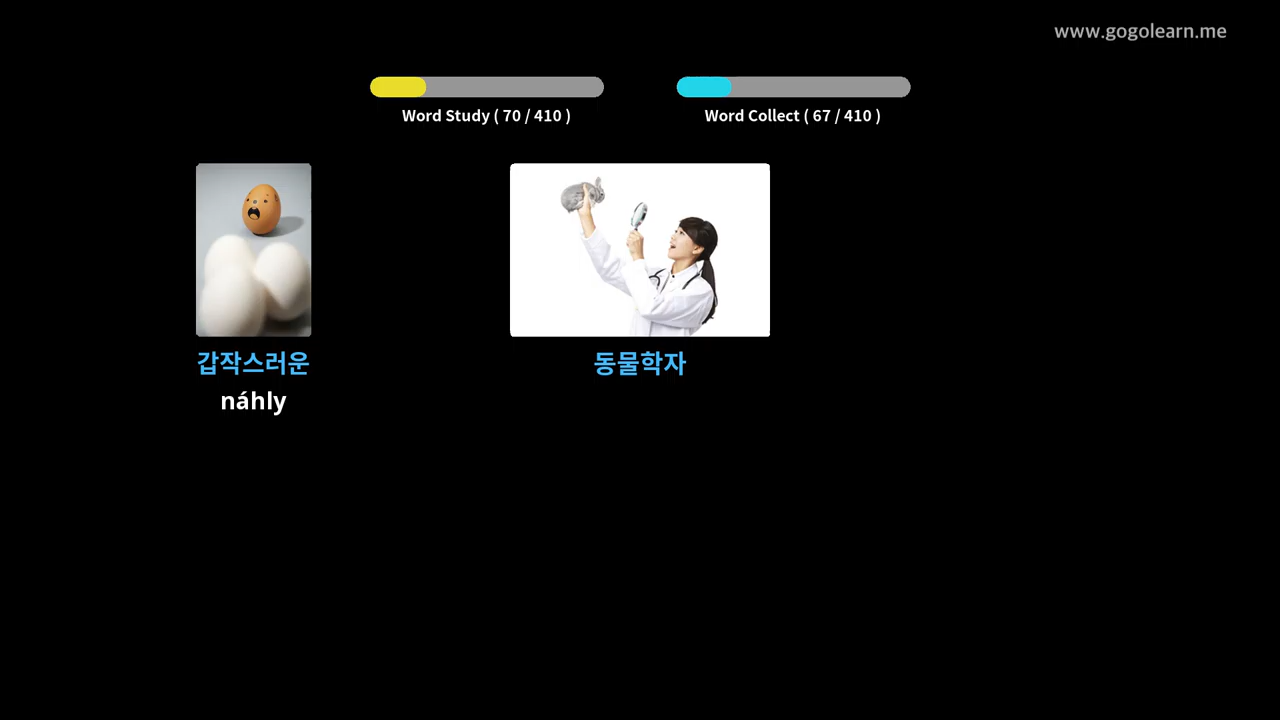 www.gogolearn.me
Word Study ( 70 / 410 )
Word Collect ( 67 / 410 )
갑작스러운
náhly
동물학자